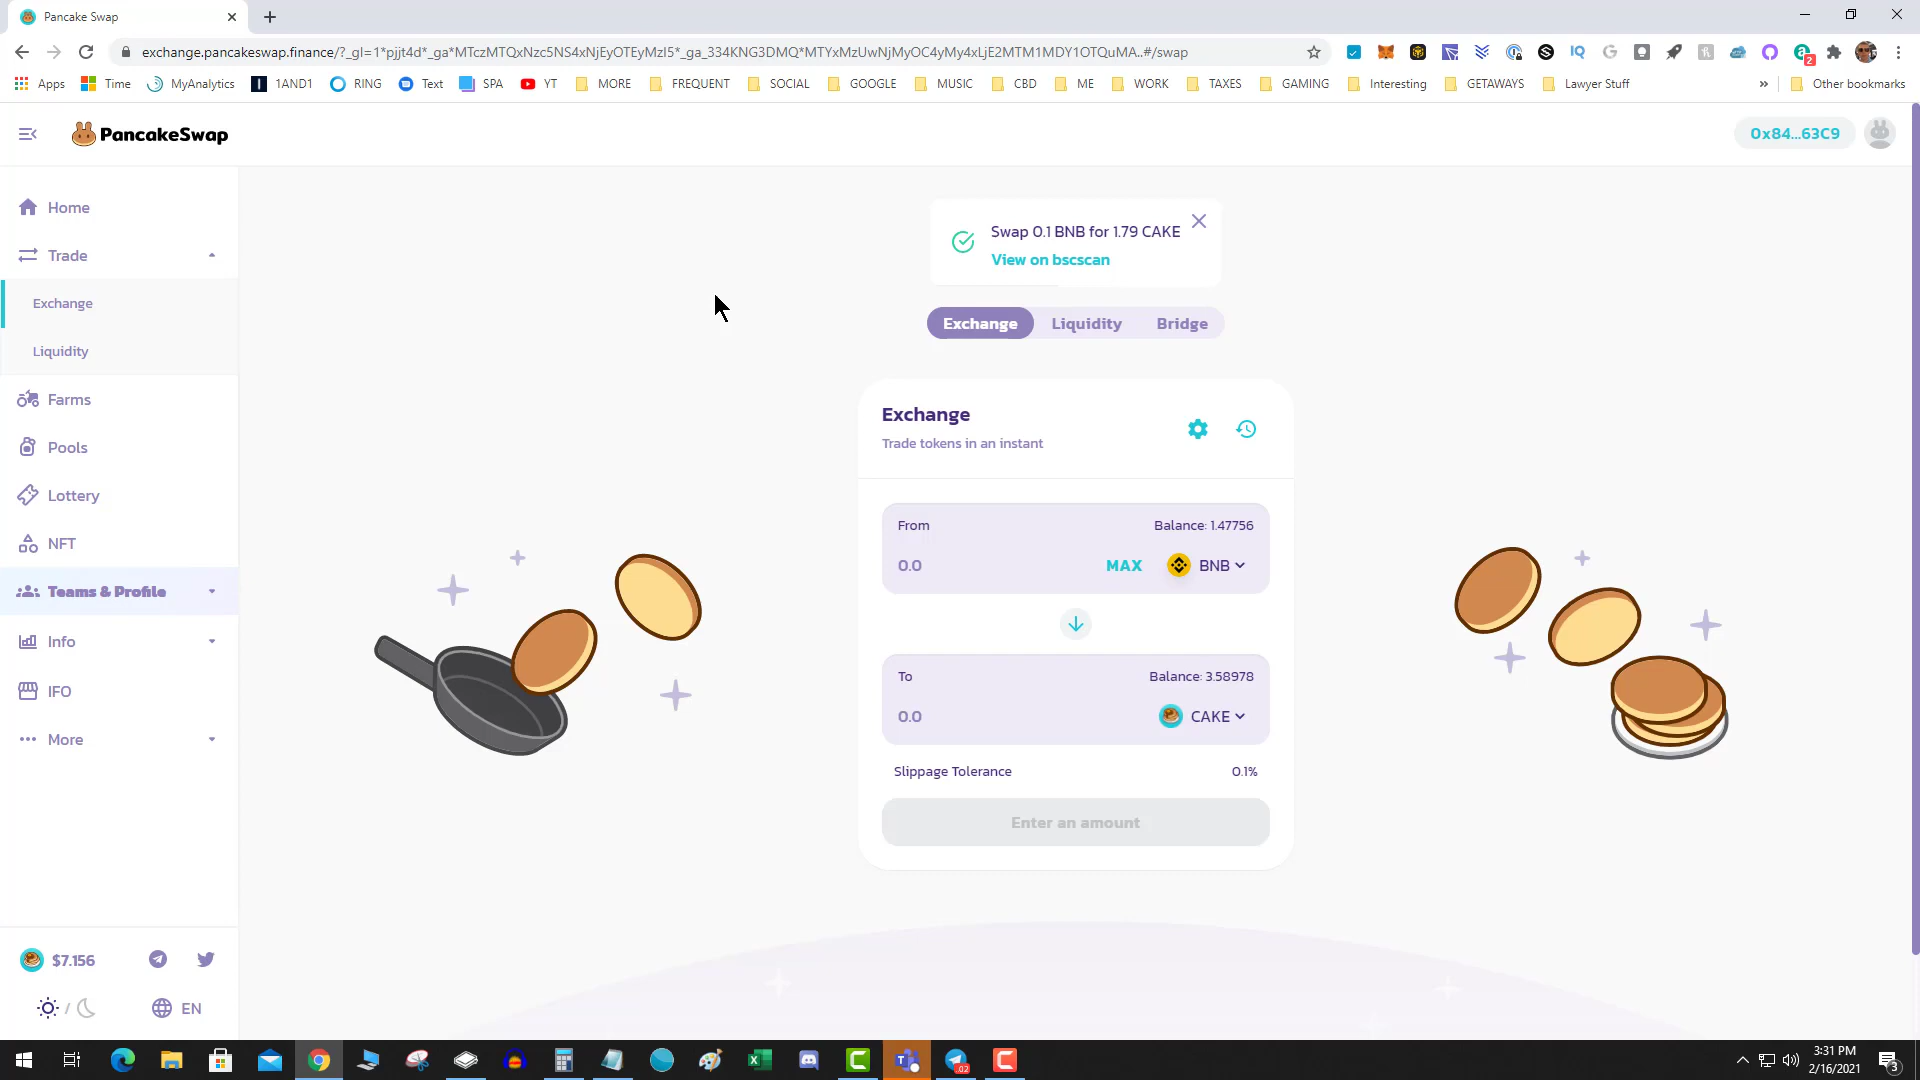 Pancake Swap
exchange.pancakeswap.finance/?_gl=1*pjjt4d*_ga*MTczMTQxNzc5NS4xNjEyOTEyMzI5*_ga_334KNG3DMQ*MTYxMzUwNjMyOC4yMy4xLjE2MTM1MDY1OTQuMA..#/swap
Apps Time MyAnalytics 1AND1 RING Text SPA YT MORE FREQUENT SOCIAL GOOGLE MUSIC CBD ME WORK TAXES GAMING Interesting GETAWAYS Lawyer Stuff » Other bookmarks
PancakeSwap
0x84...63C9
Home
Trade
Exchange
Liquidity
Farms
Pools
Lottery
NFT
Teams & Profile
Info
IFO
More
$7.156
/
EN
Swap 0.1 BNB for 1.79 CAKE
View on bscscan
Exchange Liquidity Bridge
Exchange
Trade tokens in an instant
From Balance: 1.47756
0.0 MAX BNB
To Balance: 3.58978
0.0 CAKE
Slippage Tolerance 0.1%
Enter an amount
3:31 PM
2/16/2021
3